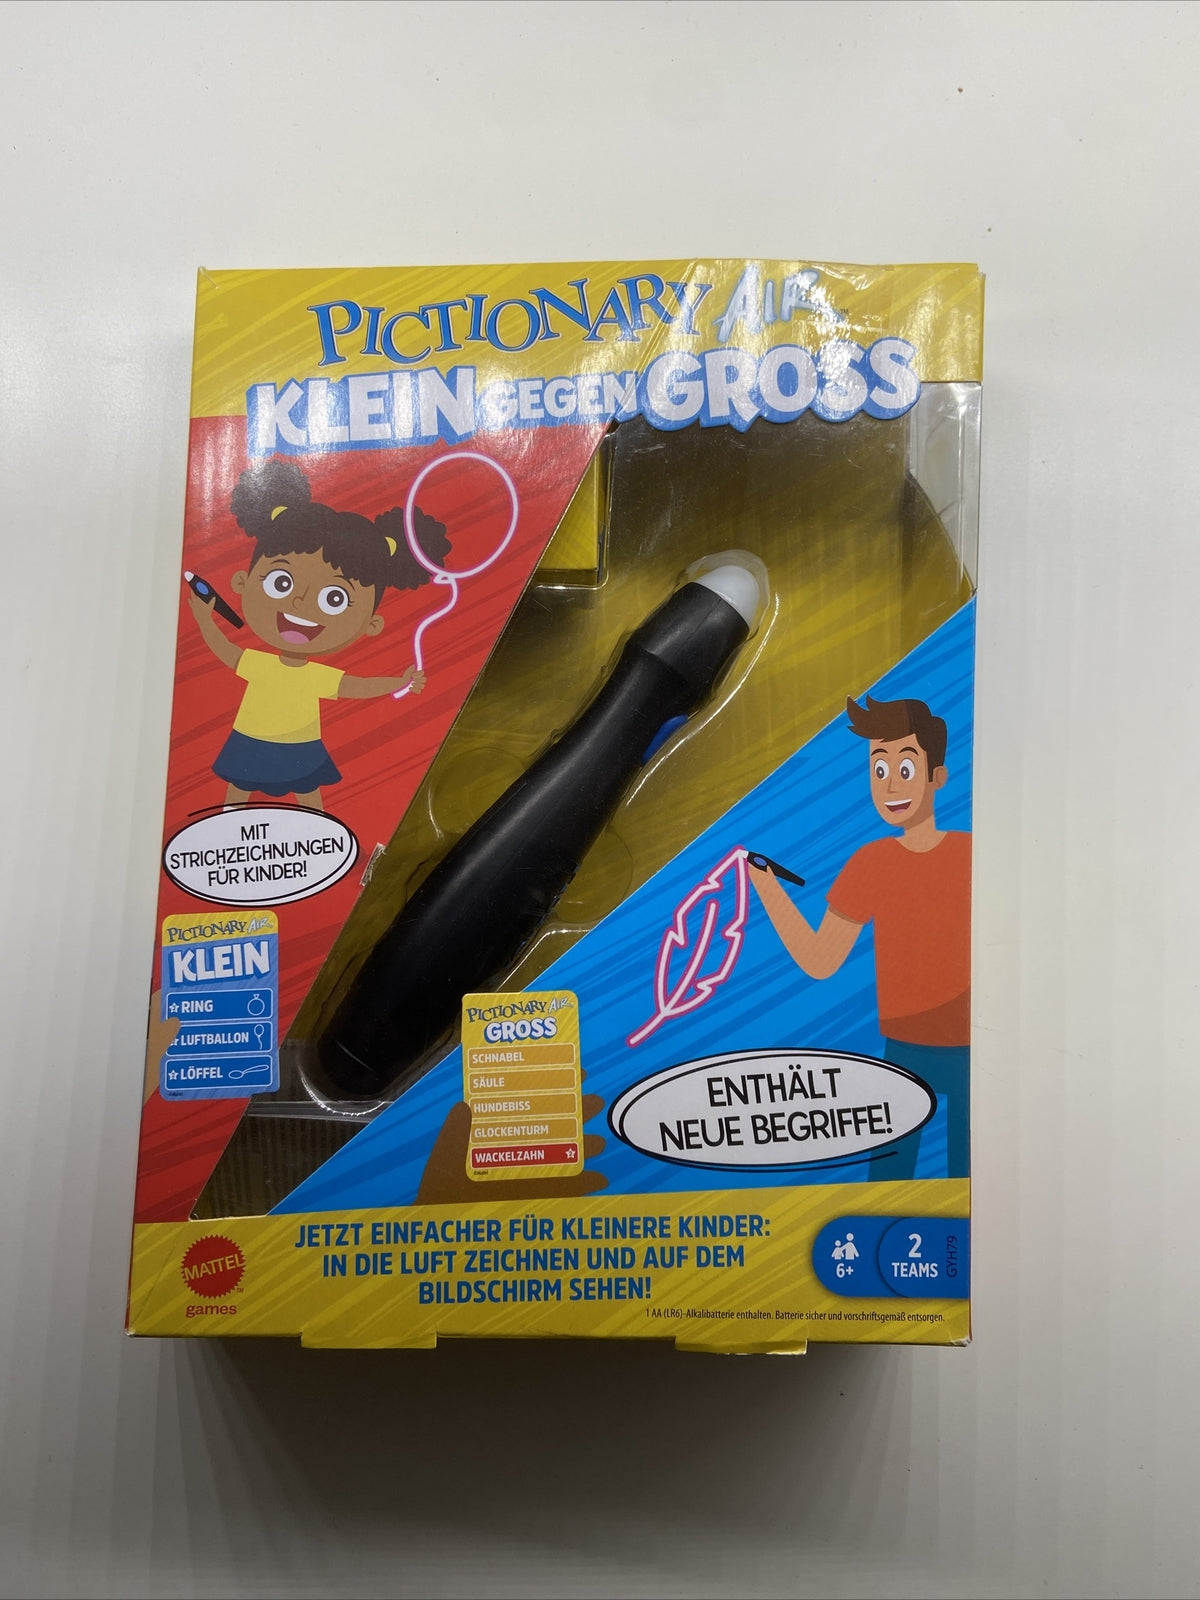 PICTIONARY AIR
KLEIN GEGEN GROSS
MIT
STRICHZEICHNUNGEN
FÜR KINDER!
PICTIONARY AIR
KLEIN
RING
LUFTBALLON
LÖFFEL
PICTIONARY AIR
GROSS
SCHNABEL
SÄULE
HUNDEBISS
GLOCKENTURM
WACKELZAHN
ENTHÄLT
NEUE BEGRIFFE!
JETZT EINFACHER FÜR KLEINERE KINDER:
IN DIE LUFT ZEICHNEN UND AUF DEM
BILDSCHIRM SEHEN!
MATTEL
games
6+
2
TEAMS
GYH79
1 AA (LR6)-Alkalibatterie enthalten. Batterie sicher und vorschriftsgemäß entsorgen.